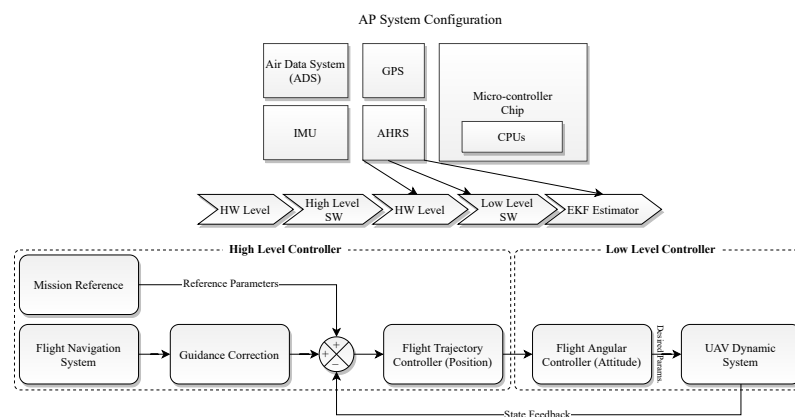 AP System Configuration
Air Data System
(ADS)
GPS
Micro-controller
Chip
CPUs
IMU
AHRS
HW Level
High Level
SW
HW Level
Low Level
SW
EKF Estimator
High Level Controller
Low Level Controller
Mission Reference
Reference Parameters
Flight Navigation
System
Guidance Correction
+
+
−
Flight Trajectory
Controller (Position)
Flight Angular
Controller (Attitude)
Desired Params.
UAV Dynamic
System
State Feedback